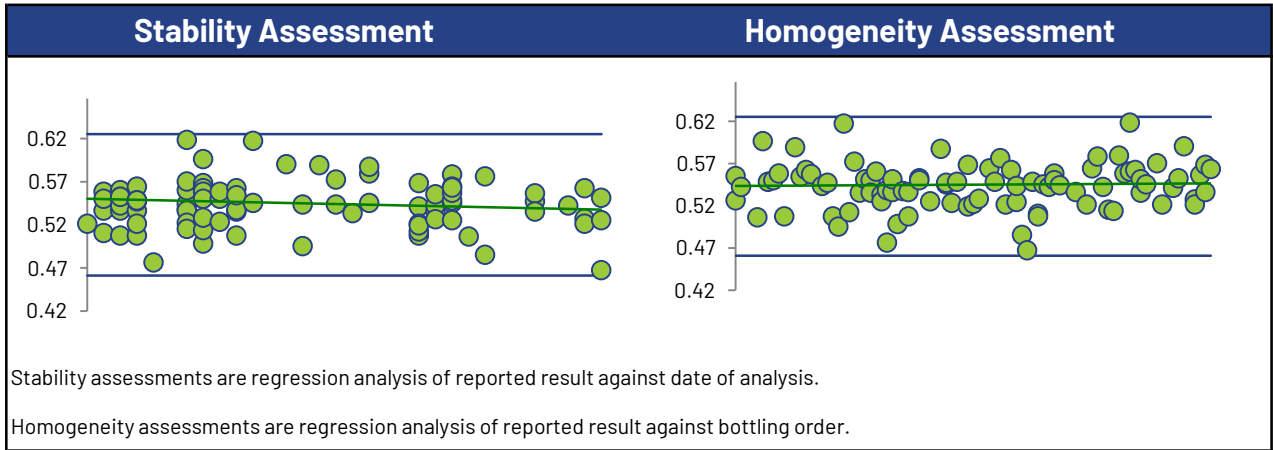 Stability Assessment
Homogeneity Assessment
0.62
0.57
0.52
0.47
0.42
0.62
0.57
0.52
0.47
0.42
Stability assessments are regression analysis of reported result against date of analysis.
Homogeneity assessments are regression analysis of reported result against bottling order.